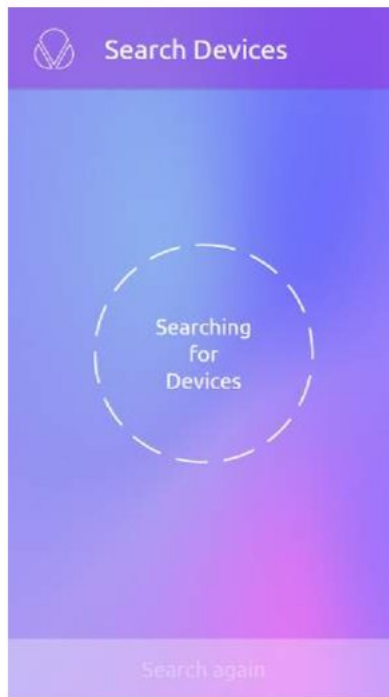 Search Devices
Searching
for
Devices
Search again